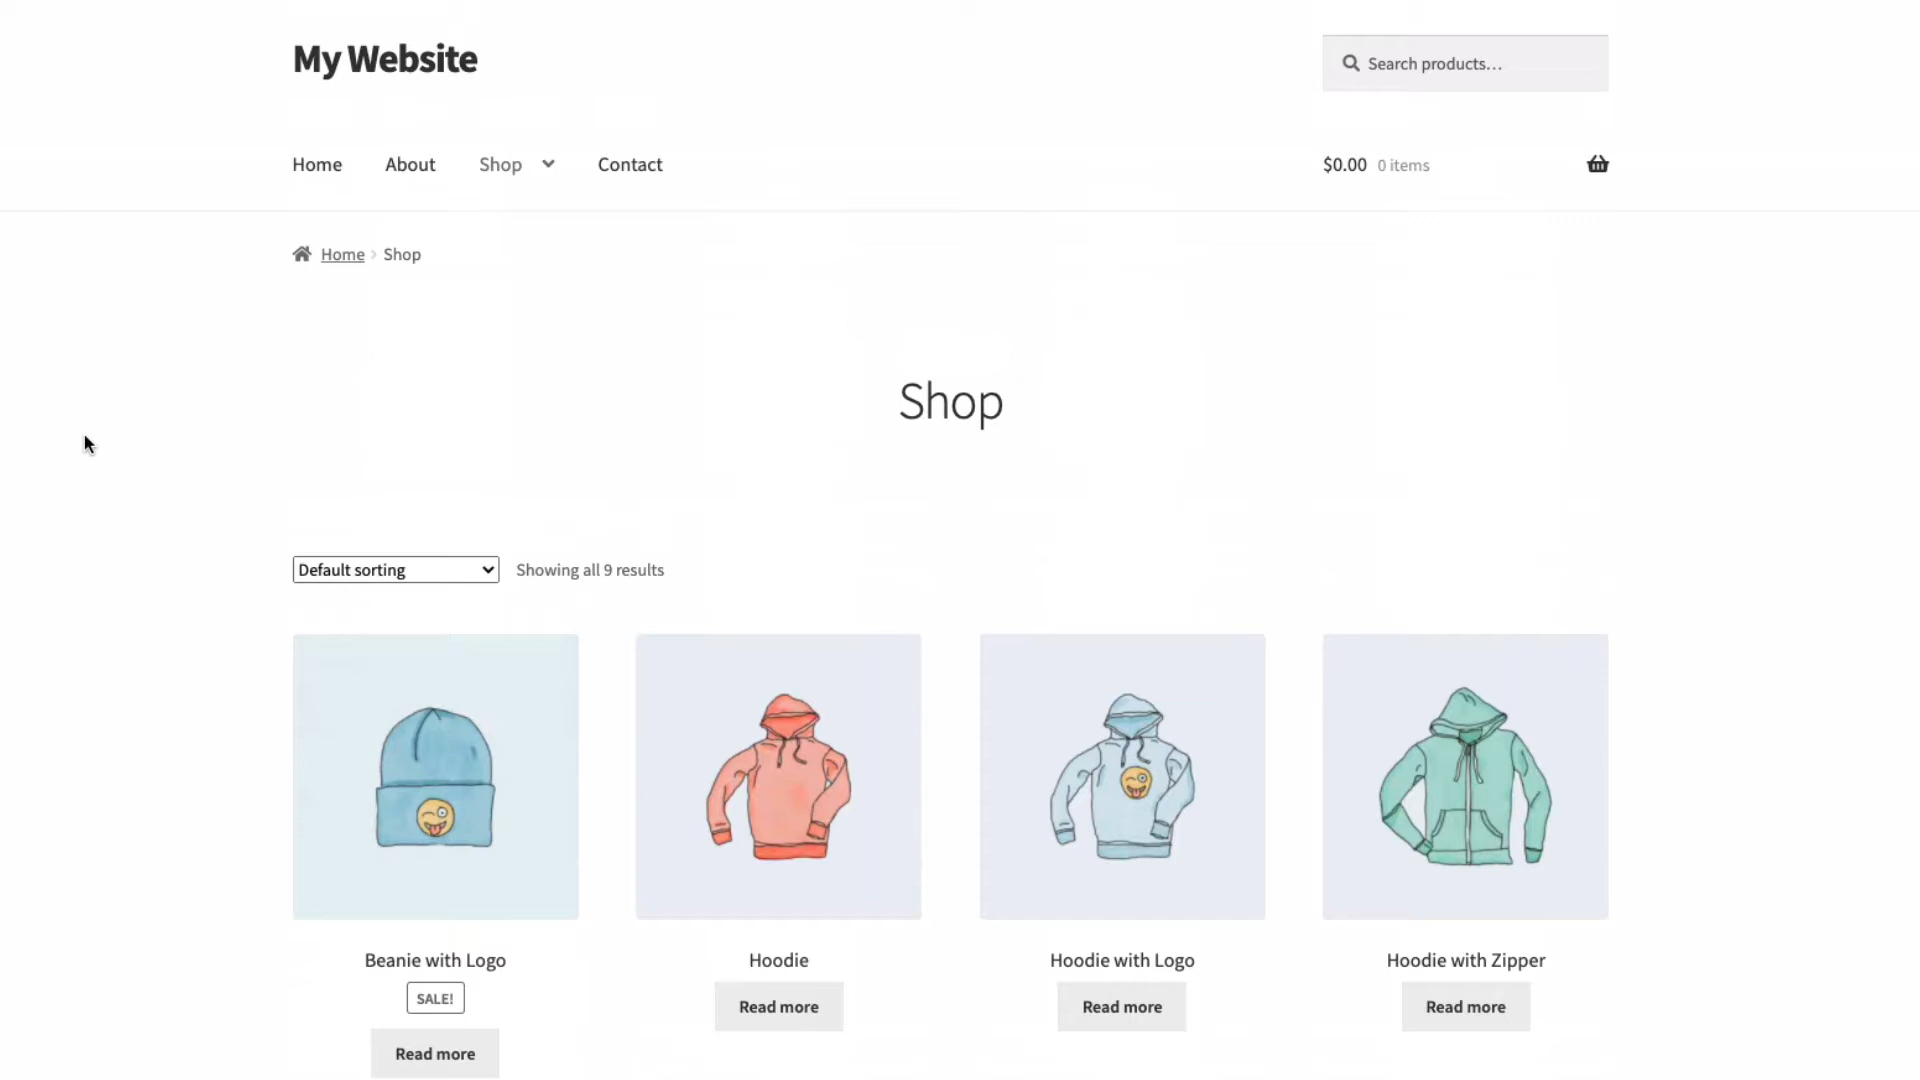 My Website
Search products...
Home About Shop Contact
$0.00 0 items
Home Shop
Shop
Default sorting Showing all 9 results
Beanie with Logo Hoodie Hoodie with Logo Hoodie with Zipper
SALE!
Read more Read more Read more
Read more